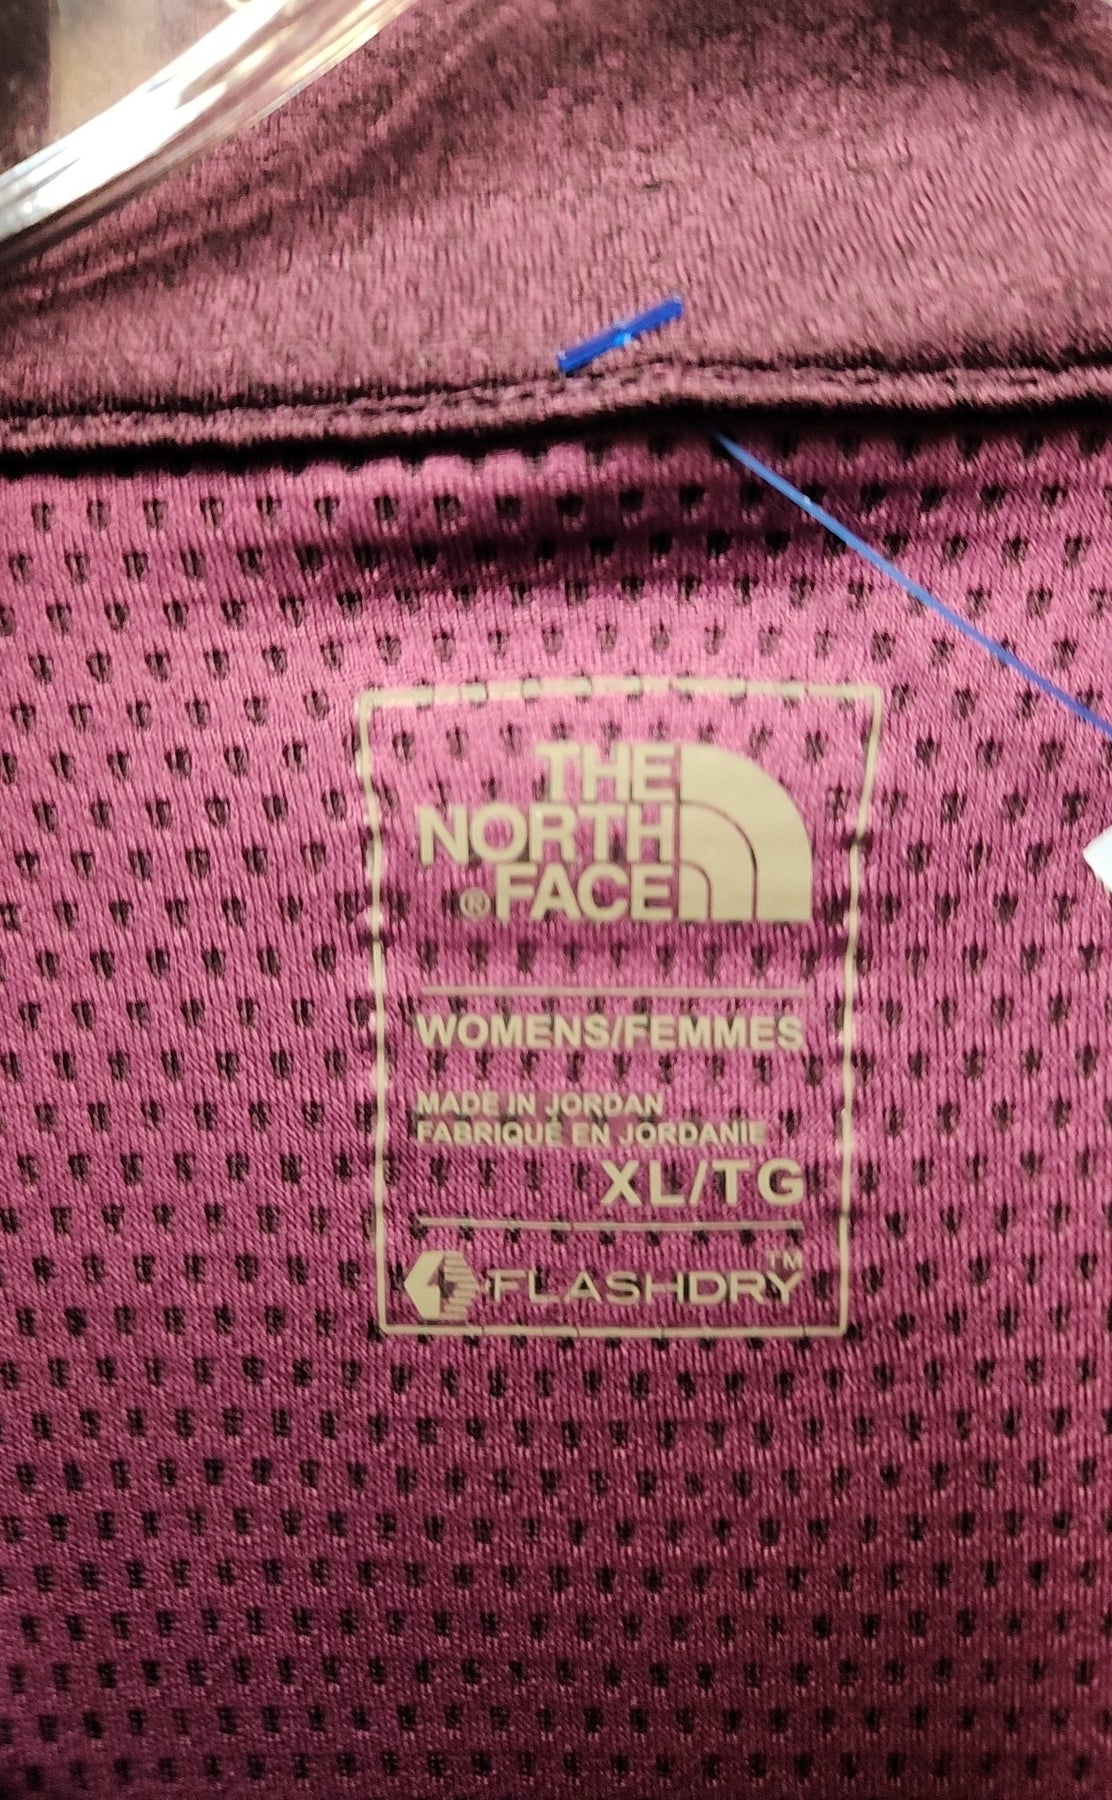 THE
NORTH
® FACE
WOMENS/FEMMES
MADE IN JORDAN
FABRIQUÉ EN JORDANIE
XL/TG
FLASHDRY™